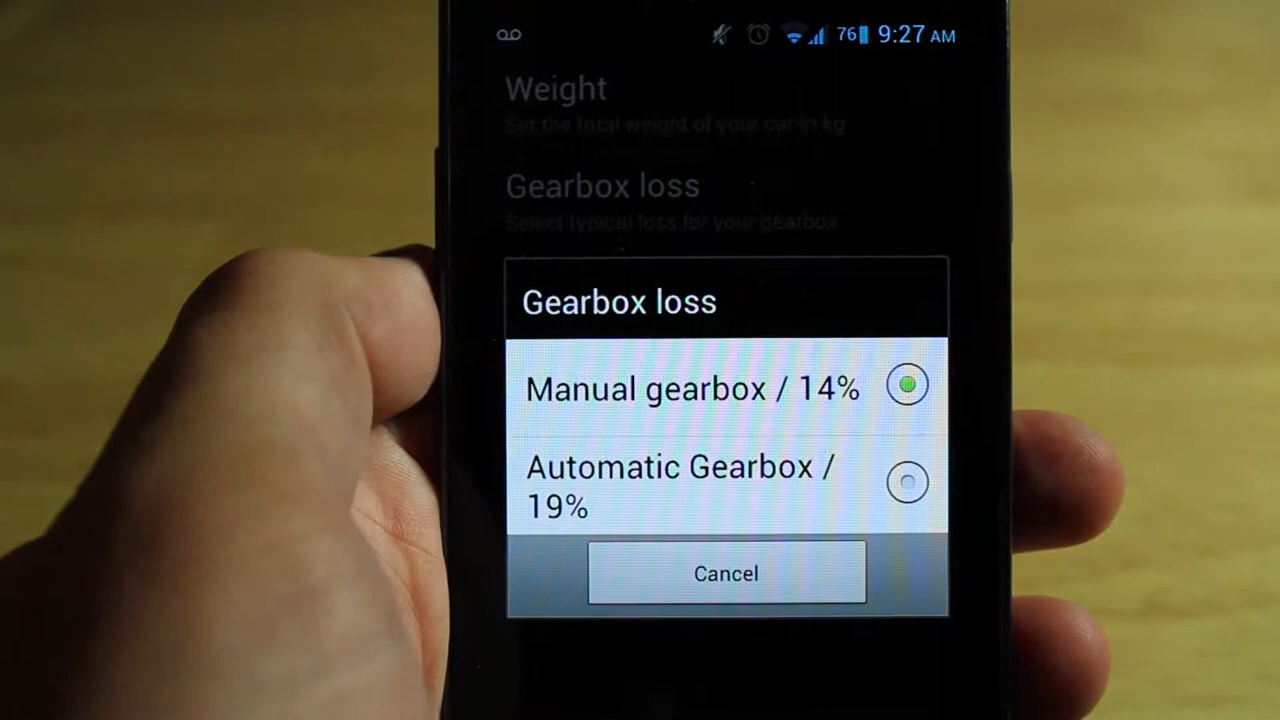 76 9:27 AM
Weight
Set the total weight of your car in kg
Gearbox loss
Select typical loss for your gearbox
Gearbox loss
Manual gearbox / 14%
Automatic Gearbox /
19%
Cancel